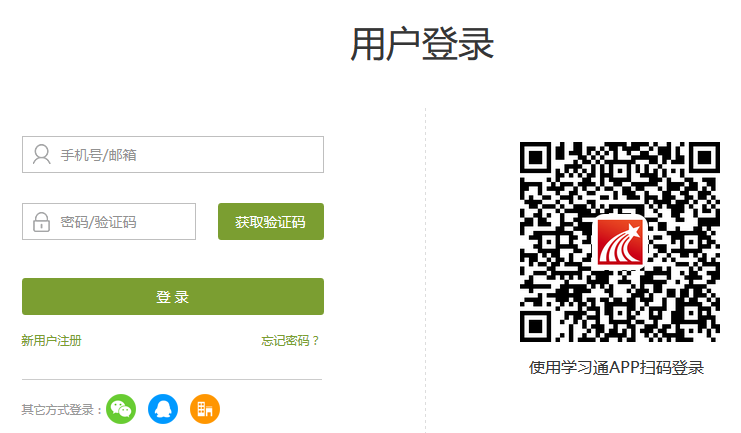 用户登录
手机号/邮箱
密码/验证码
获取验证码
登 录
新用户注册
忘记密码？
其它方式登录：
使用学习通APP扫码登录